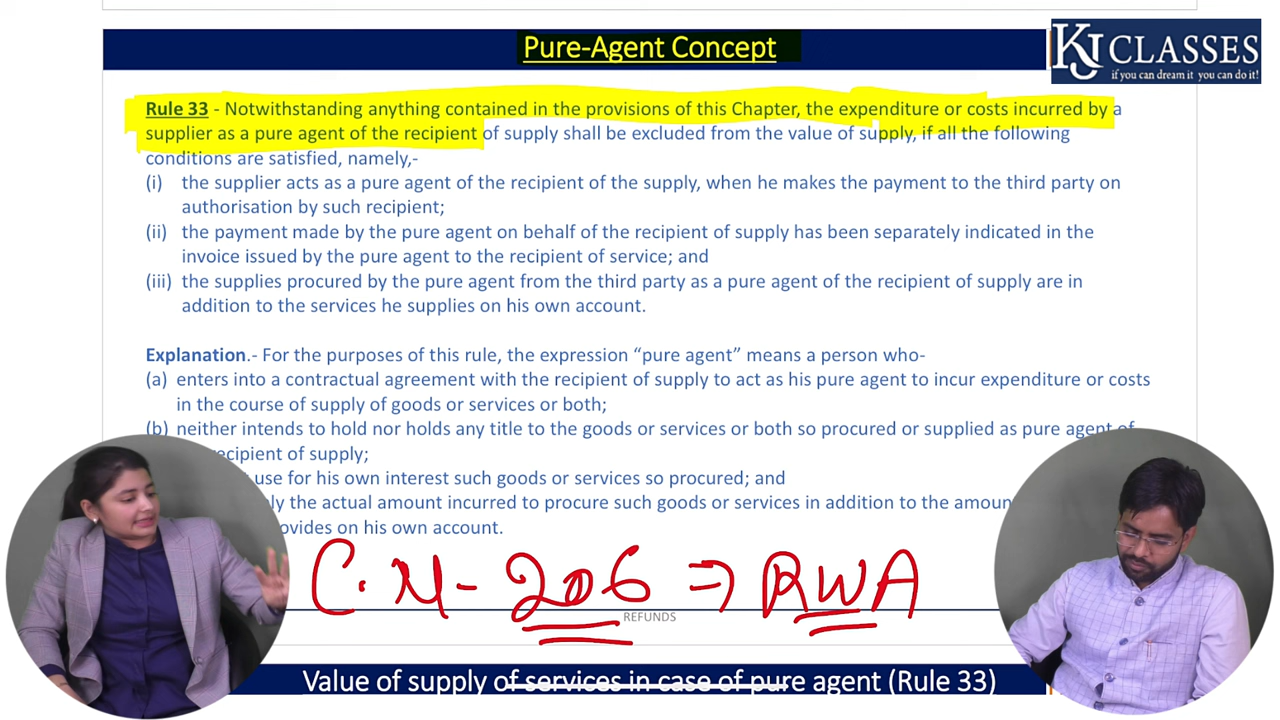 Pure-Agent Concept
KJ CLASSES
if you can dream it you can do it!
Rule 33 - Notwithstanding anything contained in the provisions of this Chapter, the expenditure or costs incurred by a
supplier as a pure agent of the recipient of supply shall be excluded from the value of supply, if all the following
conditions are satisfied, namely,-
(i) the supplier acts as a pure agent of the recipient of the supply, when he makes the payment to the third party on
authorisation by such recipient;
(ii) the payment made by the pure agent on behalf of the recipient of supply has been separately indicated in the
invoice issued by the pure agent to the recipient of service; and
(iii) the supplies procured by the pure agent from the third party as a pure agent of the recipient of supply are in
addition to the services he supplies on his own account.
Explanation.- For the purposes of this rule, the expression “pure agent” means a person who-
(a) enters into a contractual agreement with the recipient of supply to act as his pure agent to incur expenditure or costs
in the course of supply of goods or services or both;
(b) neither intends to hold nor holds any title to the goods or services or both so procured or supplied as pure agent of
recipient of supply;
use for his own interest such goods or services so procured; and
the actual amount incurred to procure such goods or services in addition to the
on his own account.
C.N-206 ⇒ RWA
REFUNDS
Value of supply of services in case of pure agent (Rule 33)